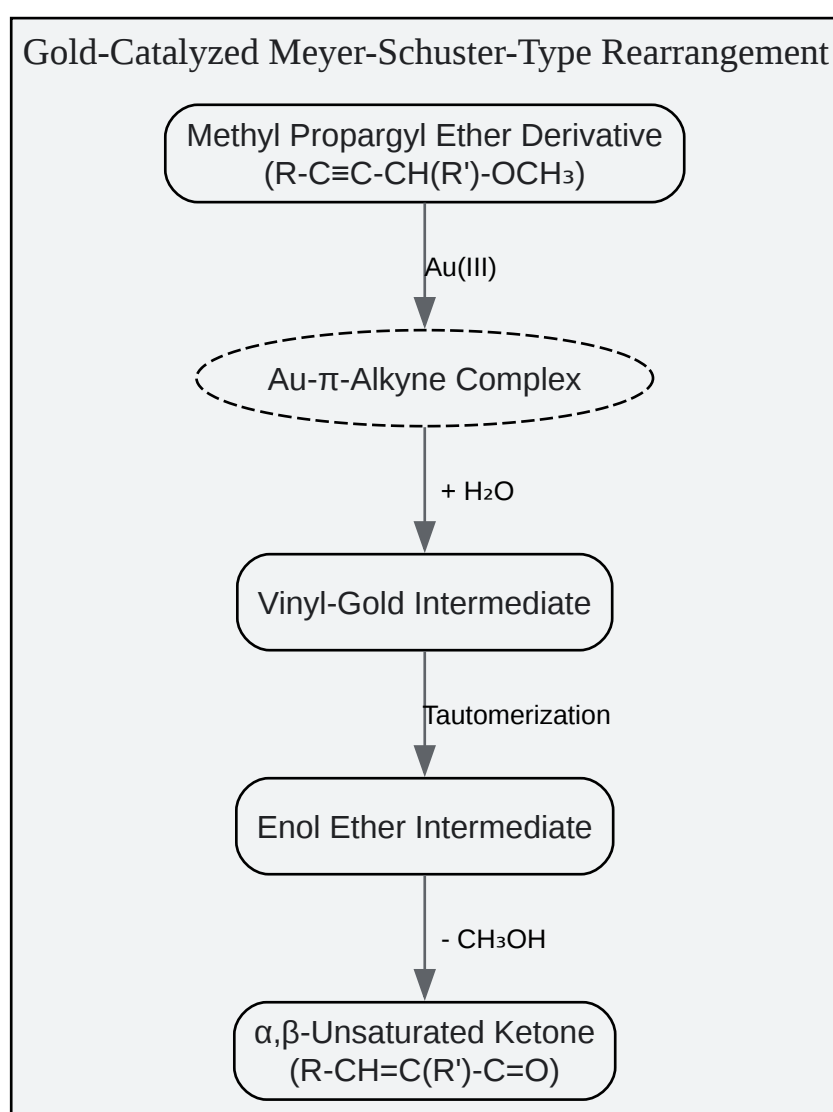 Gold-Catalyzed Meyer-Schuster-Type Rearrangement
Methyl Propargyl Ether Derivative
(R-C≡C-CH(R')-OCH₃)
Au(III)
Au-π-Alkyne Complex
+ H₂O
Vinyl-Gold Intermediate
Tautomerization
Enol Ether Intermediate
- CH₃OH
α,β-Unsaturated Ketone
(R-CH=C(R')-C=O)